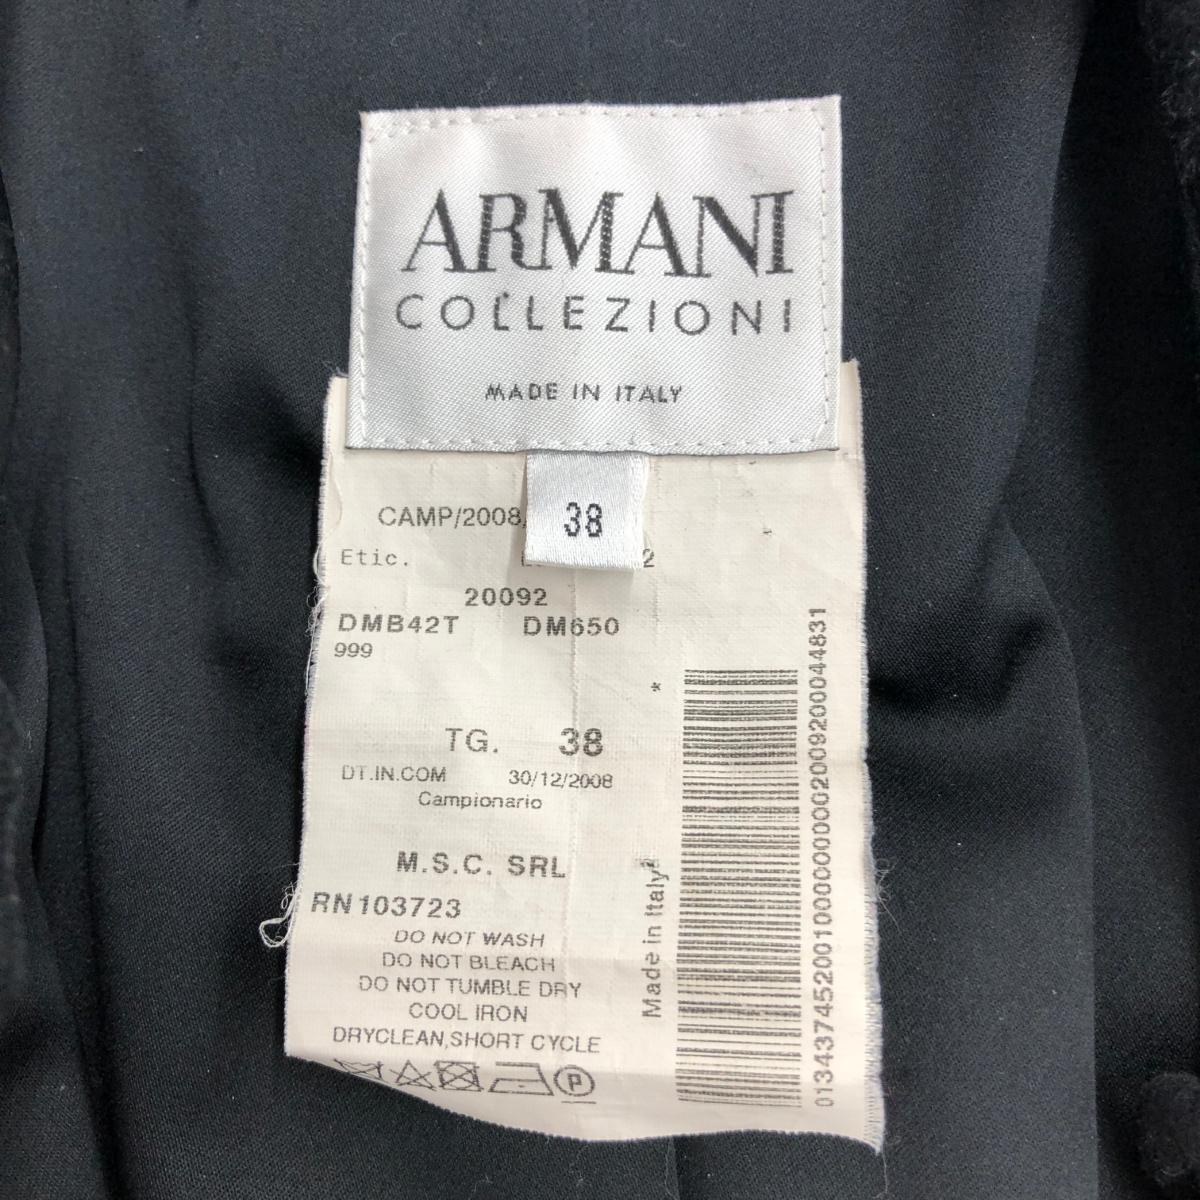 ARMANI
COLLEZIONI
MADE IN ITALY
38
CAMP/2008
Etic. 2
20092
DMB42T DM650
999
*
TG. 38
DT.IN.COM 30/12/2008
Campionario
M.S.C. SRL
RN103723
DO NOT WASH
DO NOT BLEACH
DO NOT TUMBLE DRY
COOL IRON
DRYCLEAN,SHORT CYCLE
P
Made in Italy